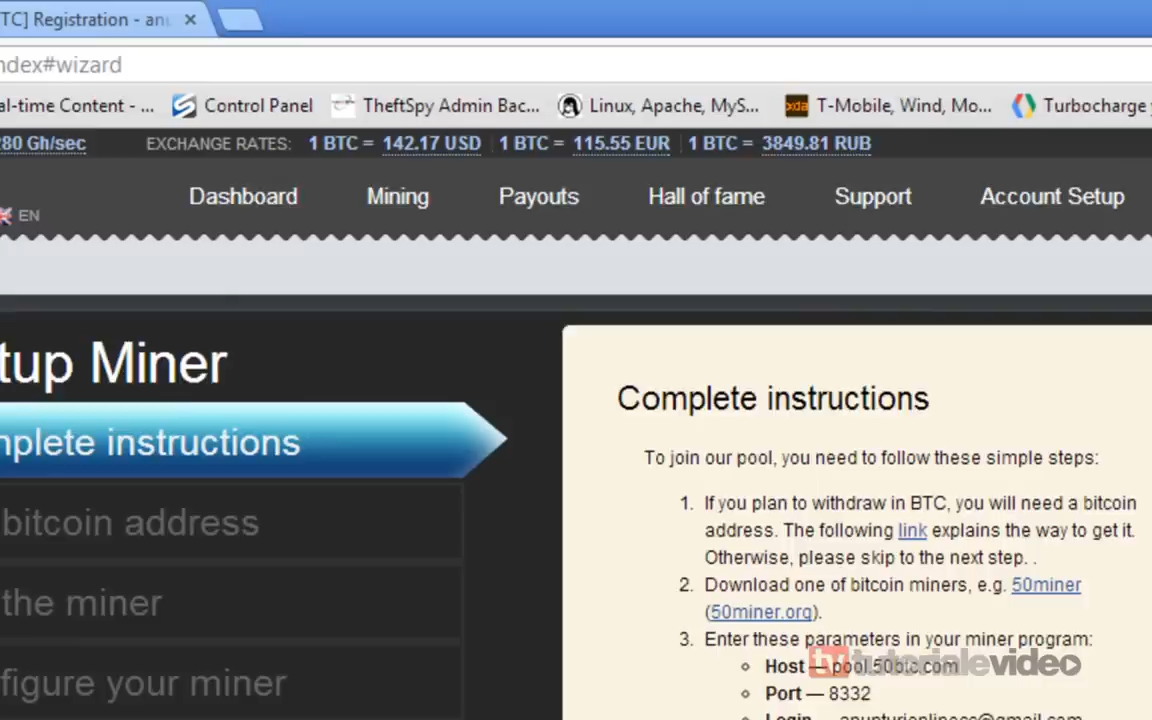 TC] Registration - an
ndex#wizard
al-time Content - ... Control Panel TheftSpy Admin Bac... Linux, Apache, MyS... T-Mobile, Wind, Mo... Turbocharge
280 Gh/sec EXCHANGE RATES: 1 BTC = 142.17 USD 1 BTC = 115.55 EUR 1 BTC = 3849.81 RUB
EN Dashboard Mining Payouts Hall of fame Support Account Setup
tup Miner
mplete instructions
bitcoin address
the miner
figure your miner
Complete instructions
To join our pool, you need to follow these simple steps:
1. If you plan to withdraw in BTC, you will need a bitcoin
address. The following link explains the way to get it.
Otherwise, please skip to the next step. .
2. Download one of bitcoin miners, e.g. 50miner
(50miner.org).
3. Enter these parameters in your miner program:
Host — pool.50btc.com
Port — 8332
Login
tv tutorialevideo